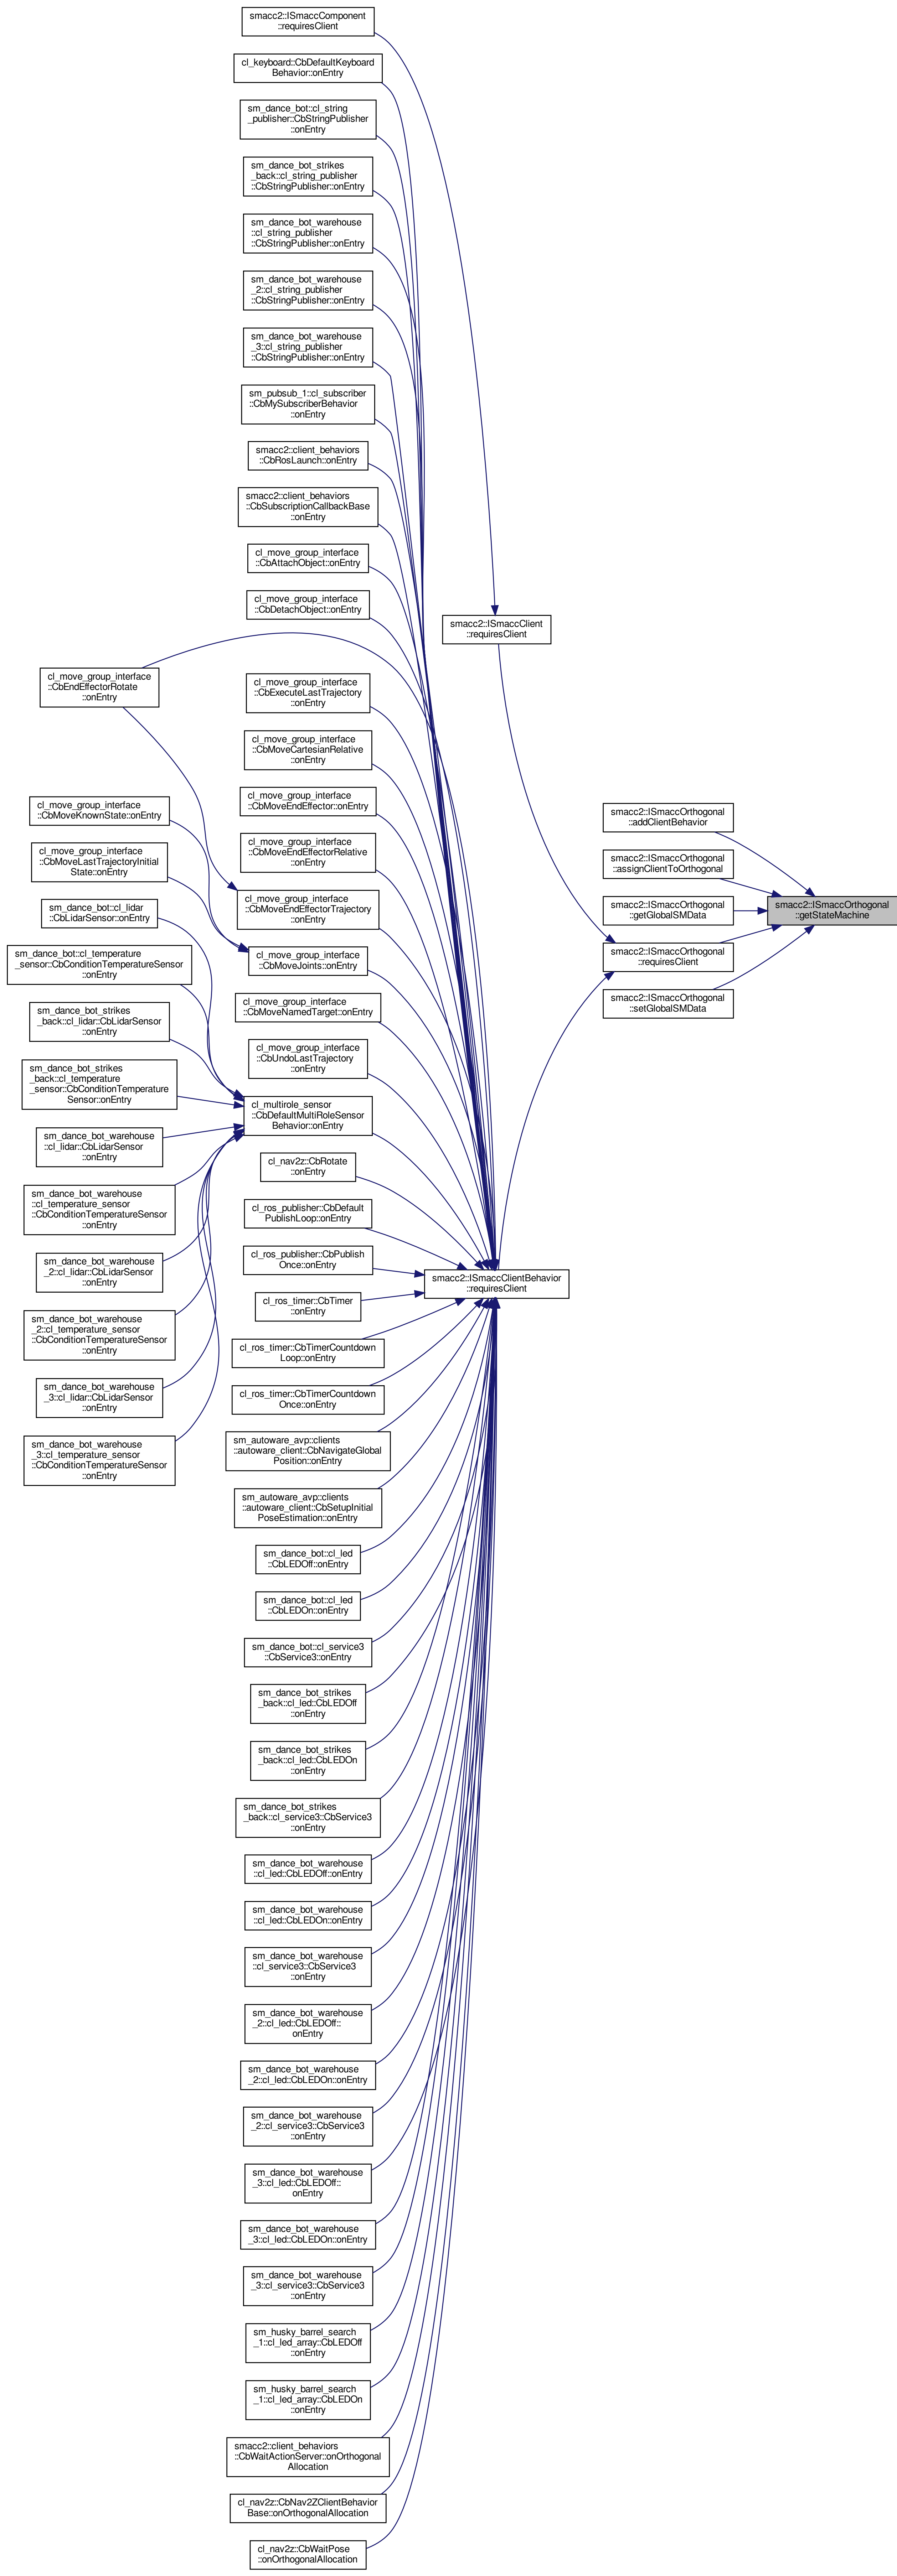 smacc2::ISmaccComponent
::requiresClient
cl_keyboard::CbDefaultKeyboard
Behavior::onEntry
sm_dance_bot::cl_string
_publisher::CbStringPublisher
::onEntry
sm_dance_bot_strikes
_back::cl_string_publisher
::CbStringPublisher::onEntry
sm_dance_bot_warehouse
::cl_string_publisher
::CbStringPublisher::onEntry
sm_dance_bot_warehouse
_2::cl_string_publisher
::CbStringPublisher::onEntry
sm_dance_bot_warehouse
_3::cl_string_publisher
::CbStringPublisher::onEntry
sm_pubsub_1::cl_subscriber
::CbMySubscriberBehavior
::onEntry
smacc2::client_behaviors
::CbRosLaunch::onEntry
smacc2::client_behaviors
::CbSubscriptionCallbackBase
::onEntry
cl_move_group_interface
::CbAttachObject::onEntry
cl_move_group_interface
::CbDetachObject::onEntry
smacc2::ISmaccClient
::requiresClient
cl_move_group_interface
::CbEndEffectorRotate
::onEntry
cl_move_group_interface
::CbExecuteLastTrajectory
::onEntry
cl_move_group_interface
::CbMoveCartesianRelative
::onEntry
cl_move_group_interface
::CbMoveEndEffector::onEntry
cl_move_group_interface
::CbMoveKnownState::onEntry
cl_move_group_interface
::CbMoveEndEffectorRelative
::onEntry
cl_move_group_interface
::CbMoveLastTrajectoryInitial
State::onEntry
cl_move_group_interface
::CbMoveEndEffectorTrajectory
::onEntry
sm_dance_bot::cl_lidar
::CbLidarSensor::onEntry
cl_move_group_interface
::CbMoveJoints::onEntry
sm_dance_bot::cl_temperature
_sensor::CbConditionTemperatureSensor
::onEntry
cl_move_group_interface
::CbMoveNamedTarget::onEntry
sm_dance_bot_strikes
_back::cl_lidar::CbLidarSensor
::onEntry
cl_move_group_interface
::CbUndoLastTrajectory
::onEntry
sm_dance_bot_strikes
_back::cl_temperature
_sensor::CbConditionTemperature
Sensor::onEntry
cl_multirole_sensor
::CbDefaultMultiRoleSensor
Behavior::onEntry
sm_dance_bot_warehouse
::cl_lidar::CbLidarSensor
::onEntry
sm_dance_bot_warehouse
::cl_temperature_sensor
::CbConditionTemperatureSensor
::onEntry
sm_dance_bot_warehouse
_2::cl_lidar::CbLidarSensor
::onEntry
sm_dance_bot_warehouse
_2::cl_temperature_sensor
::CbConditionTemperatureSensor
::onEntry
sm_dance_bot_warehouse
_3::cl_lidar::CbLidarSensor
::onEntry
sm_dance_bot_warehouse
_3::cl_temperature_sensor
::CbConditionTemperatureSensor
::onEntry
smacc2::ISmaccOrthogonal
::addClientBehavior
smacc2::ISmaccOrthogonal
::assignClientToOrthogonal
smacc2::ISmaccOrthogonal
::getGlobalSMData
smacc2::ISmaccOrthogonal
::getStateMachine
smacc2::ISmaccOrthogonal
::requiresClient
smacc2::ISmaccOrthogonal
::setGlobalSMData
cl_nav2z::CbRotate
::onEntry
cl_ros_publisher::CbDefault
PublishLoop::onEntry
cl_ros_publisher::CbPublish
Once::onEntry
smacc2::ISmaccClientBehavior
::requiresClient
cl_ros_timer::CbTimer
::onEntry
cl_ros_timer::CbTimerCountdown
Loop::onEntry
cl_ros_timer::CbTimerCountdown
Once::onEntry
sm_autoware_avp::clients
::autoware_client::CbNavigateGlobal
Position::onEntry
sm_autoware_avp::clients
::autoware_client::CbSetupInitial
PoseEstimation::onEntry
sm_dance_bot::cl_led
::CbLEDOff::onEntry
sm_dance_bot::cl_led
::CbLEDOn::onEntry
sm_dance_bot::cl_service3
::CbService3::onEntry
sm_dance_bot_strikes
_back::cl_led::CbLEDOff
::onEntry
sm_dance_bot_strikes
_back::cl_led::CbLEDOn
::onEntry
sm_dance_bot_strikes
_back::cl_service3::CbService3
::onEntry
sm_dance_bot_warehouse
::cl_led::CbLEDOff::onEntry
sm_dance_bot_warehouse
::cl_led::CbLEDOn::onEntry
sm_dance_bot_warehouse
::cl_service3::CbService3
::onEntry
sm_dance_bot_warehouse
_2::cl_led::CbLEDOff::
onEntry
sm_dance_bot_warehouse
_2::cl_led::CbLEDOn::onEntry
sm_dance_bot_warehouse
_2::cl_service3::CbService3
::onEntry
sm_dance_bot_warehouse
_3::cl_led::CbLEDOff::
onEntry
sm_dance_bot_warehouse
_3::cl_led::CbLEDOn::onEntry
sm_dance_bot_warehouse
_3::cl_service3::CbService3
::onEntry
sm_husky_barrel_search
_1::cl_led_array::CbLEDOff
::onEntry
sm_husky_barrel_search
_1::cl_led_array::CbLEDOn
::onEntry
smacc2::client_behaviors
::CbWaitActionServer::onOrthogonal
Allocation
cl_nav2z::CbNav2ZClientBehavior
Base::onOrthogonalAllocation
cl_nav2z::CbWaitPose
::onOrthogonalAllocation